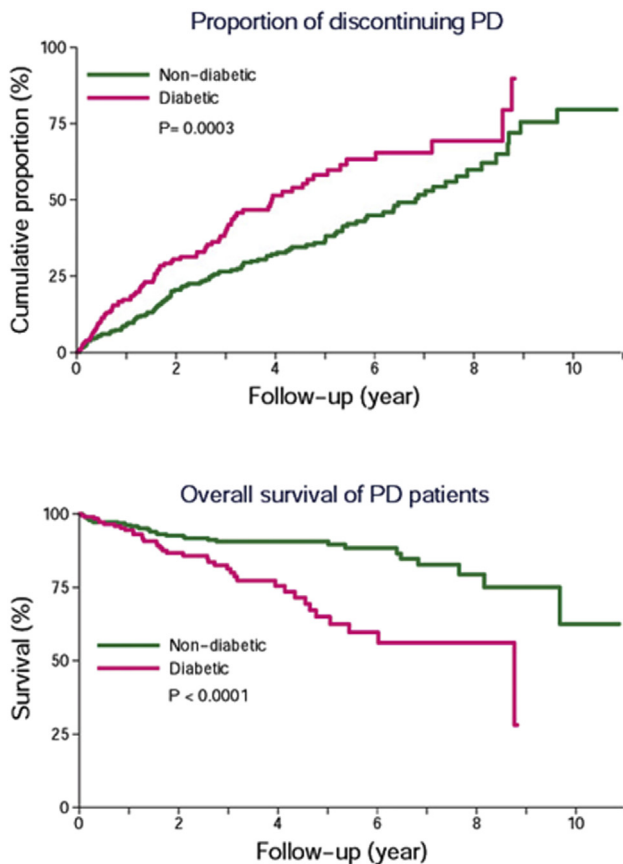 Proportion of discontinuing PD
Cumulative proportion (%)
100
75
50
25
0
Non-diabetic
Diabetic
P= 0.0003
0 2 4 6 8 10
Follow-up (year)
Overall survival of PD patients
Survival (%)
100
75
50
25
0
Non-diabetic
Diabetic
P < 0.0001
0 2 4 6 8 10
Follow-up (year)